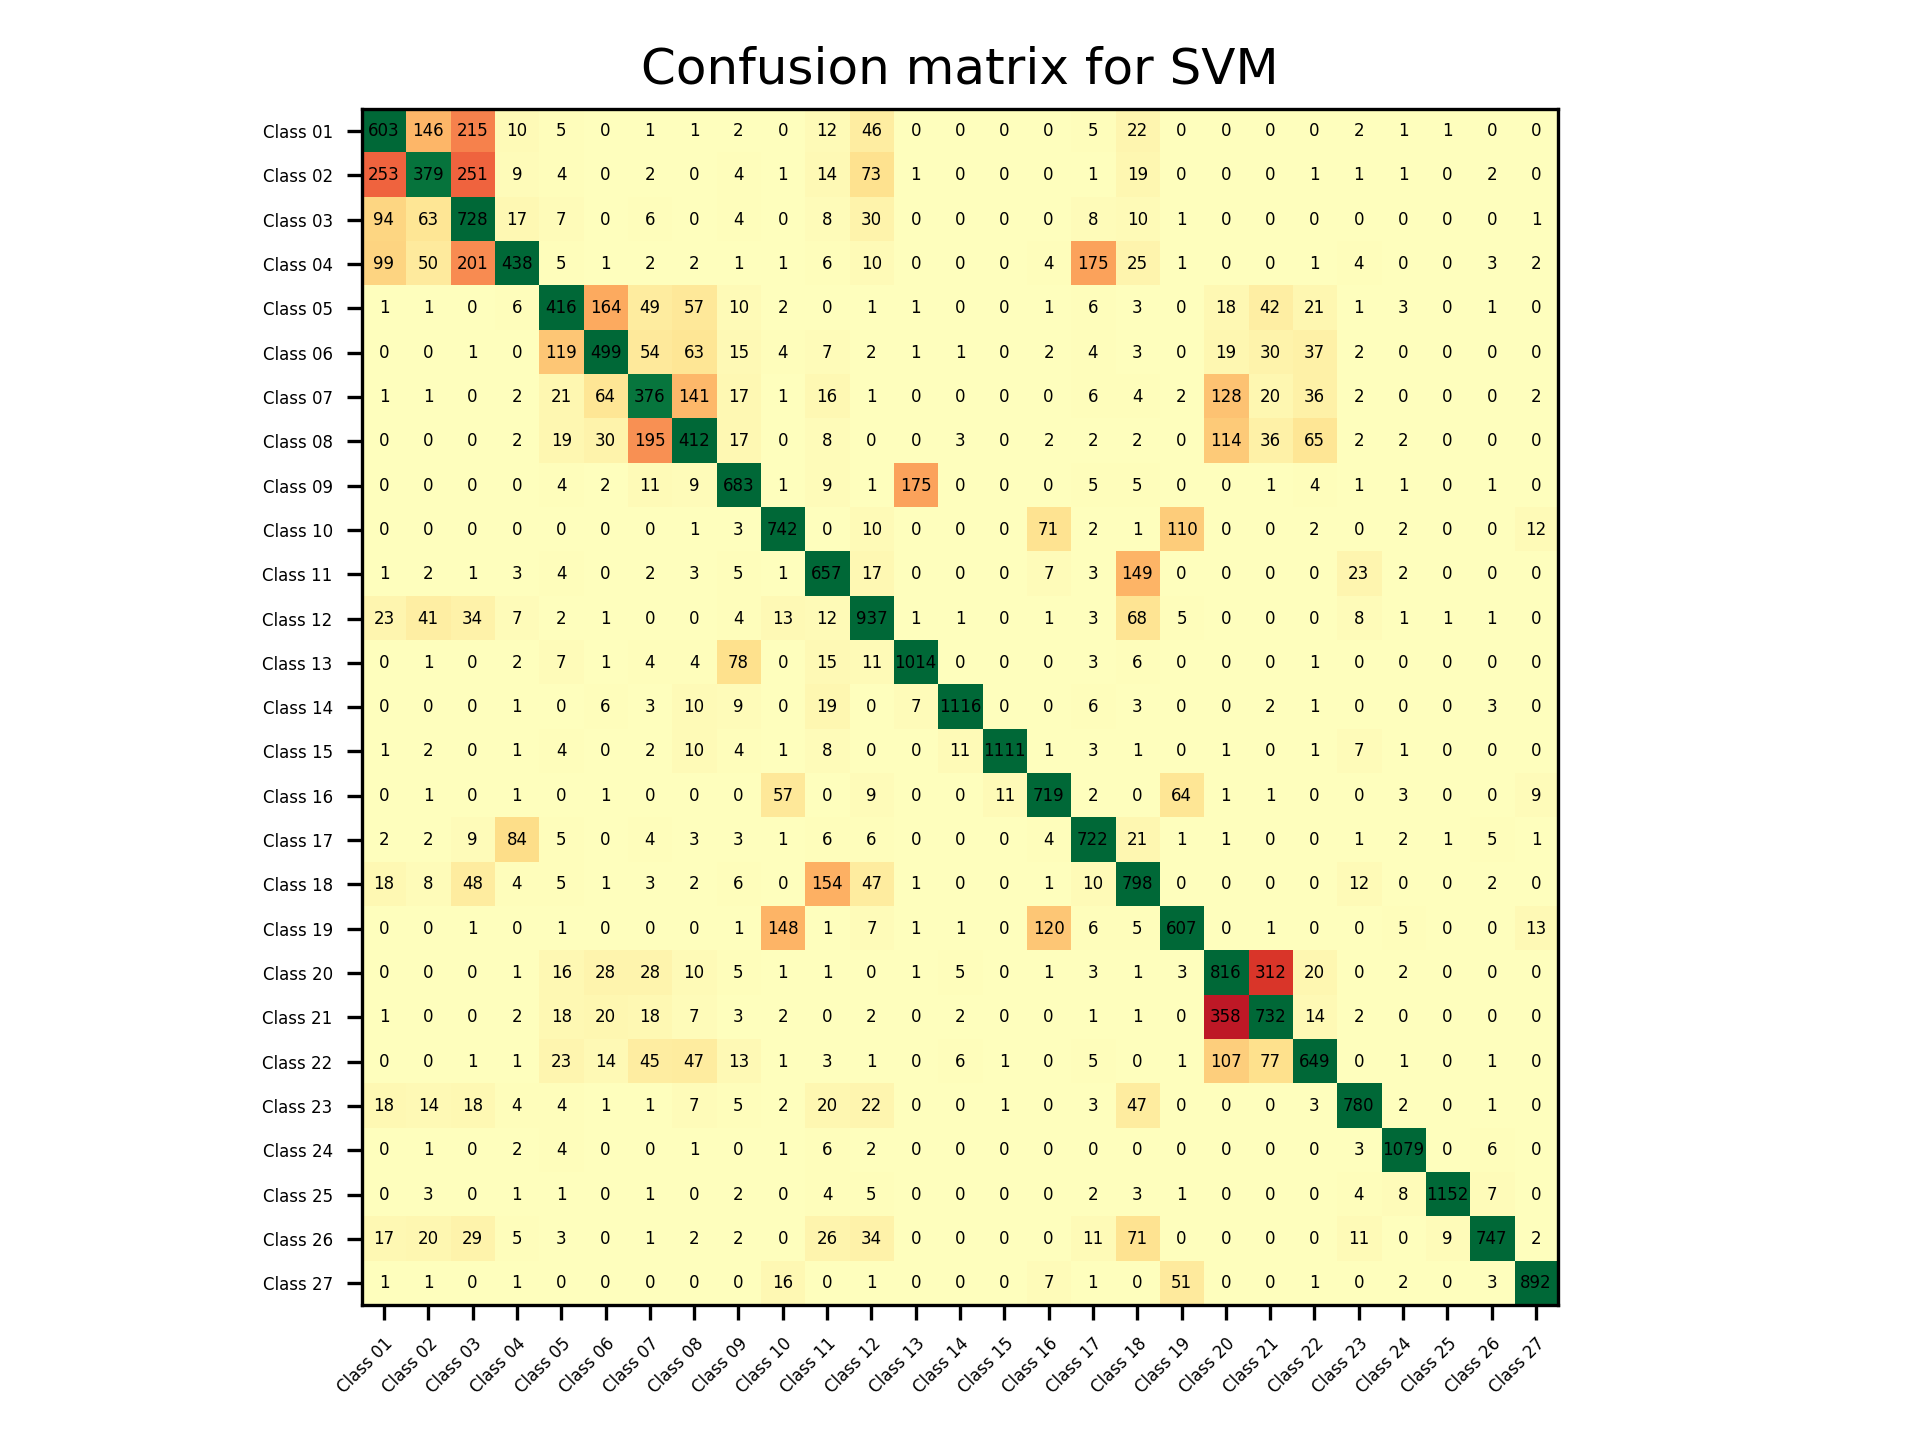 Confusion matrix for SVM
Class 01 603 146 215 10 5 0 1 1 2 0 12 46 0 0 0 0 5 22 0 0 0 0 2 1 1 0 0
Class 02 253 379 251 9 4 0 2 0 4 1 14 73 1 0 0 0 1 19 0 0 0 1 1 1 0 2 0
Class 03 94 63 728 17 7 0 6 0 4 0 8 30 0 0 0 0 8 10 1 0 0 0 0 0 0 0 1
Class 04 99 50 201 438 5 1 2 2 1 1 6 10 0 0 0 4 175 25 1 0 0 1 4 0 0 3 2
Class 05 1 1 0 6 416 164 49 57 10 2 0 1 1 0 0 1 6 3 0 18 42 21 1 3 0 1 0
Class 06 0 0 1 0 119 499 54 63 15 4 7 2 1 1 0 2 4 3 0 19 30 37 2 0 0 0 0
Class 07 1 1 0 2 21 64 376 141 17 1 16 1 0 0 0 0 6 4 2 128 20 36 2 0 0 0 2
Class 08 0 0 0 2 19 30 195 412 17 0 8 0 0 3 0 2 2 2 0 114 36 65 2 2 0 0 0
Class 09 0 0 0 0 4 2 11 9 683 1 9 1 175 0 0 0 5 5 0 0 1 4 1 1 0 1 0
Class 10 0 0 0 0 0 0 0 1 3 742 0 10 0 0 0 71 2 1 110 0 0 2 0 2 0 0 12
Class 11 1 2 1 3 4 0 2 3 5 1 657 17 0 0 0 7 3 149 0 0 0 0 23 2 0 0 0
Class 12 23 41 34 7 2 1 0 0 4 13 12 937 1 1 0 1 3 68 5 0 0 0 8 1 1 1 0
Class 13 0 1 0 2 7 1 4 4 78 0 15 11 1014 0 0 0 3 6 0 0 0 1 0 0 0 0 0
Class 14 0 0 0 1 0 6 3 10 9 0 19 0 7 1116 0 0 6 3 0 0 2 1 0 0 0 3 0
Class 15 1 2 0 1 4 0 2 10 4 1 8 0 0 11 1111 1 3 1 0 1 0 1 7 1 0 0 0
Class 16 0 1 0 1 0 1 0 0 0 57 0 9 0 0 11 719 2 0 64 1 1 0 0 3 0 0 9
Class 17 2 2 9 84 5 0 4 3 3 1 6 6 0 0 0 4 722 21 1 1 0 0 1 2 1 5 1
Class 18 18 8 48 4 5 1 3 2 6 0 154 47 1 0 0 1 10 798 0 0 0 0 12 0 0 2 0
Class 19 0 0 1 0 1 0 0 0 1 148 1 7 1 1 0 120 6 5 607 0 1 0 0 5 0 0 13
Class 20 0 0 0 1 16 28 28 10 5 1 1 0 1 5 0 1 3 1 3 816 312 20 0 2 0 0 0
Class 21 1 0 0 2 18 20 18 7 3 2 0 2 0 2 0 0 1 1 0 358 732 14 2 0 0 0 0
Class 22 0 0 1 1 23 14 45 47 13 1 3 1 0 6 1 0 5 0 1 107 77 649 0 1 0 1 0
Class 23 18 14 18 4 4 1 1 7 5 2 20 22 0 0 1 0 3 47 0 0 0 3 780 2 0 1 0
Class 24 0 1 0 2 4 0 0 1 0 1 6 2 0 0 0 0 0 0 0 0 0 0 3 1079 0 6 0
Class 25 0 3 0 1 1 0 1 0 2 0 4 5 0 0 0 0 2 3 1 0 0 0 4 8 1152 7 0
Class 26 17 20 29 5 3 0 1 2 2 0 26 34 0 0 0 0 11 71 0 0 0 0 11 0 9 747 2
Class 27 1 1 0 1 0 0 0 0 0 16 0 1 0 0 0 7 1 0 51 0 0 1 0 2 0 3 892
Class 01 Class 02 Class 03 Class 04 Class 05 Class 06 Class 07 Class 08 Class 09 Class 10 Class 11 Class 12 Class 13 Class 14 Class 15 Class 16 Class 17 Class 18 Class 19 Class 20 Class 21 Class 22 Class 23 Class 24 Class 25 Class 26 Class 27